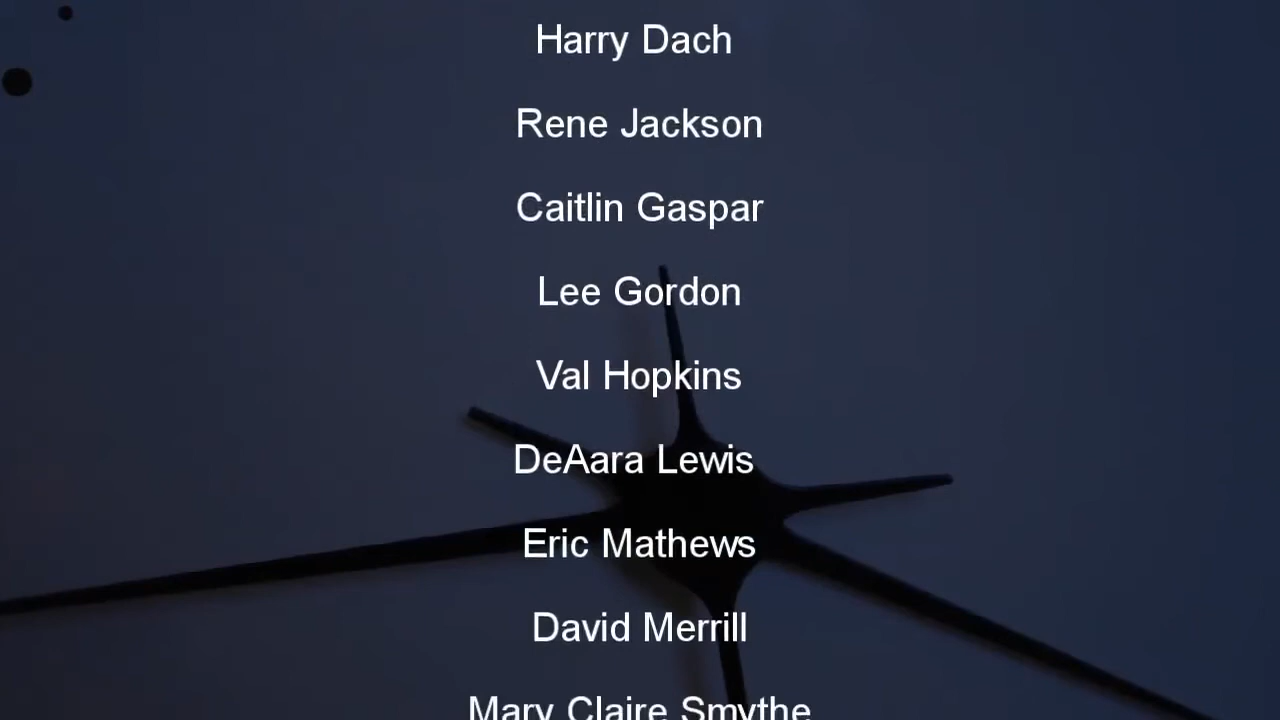 Harry Dach
Rene Jackson
Caitlin Gaspar
Lee Gordon
Val Hopkins
DeAara Lewis
Eric Mathews
David Merrill
Mary Claire Smythe